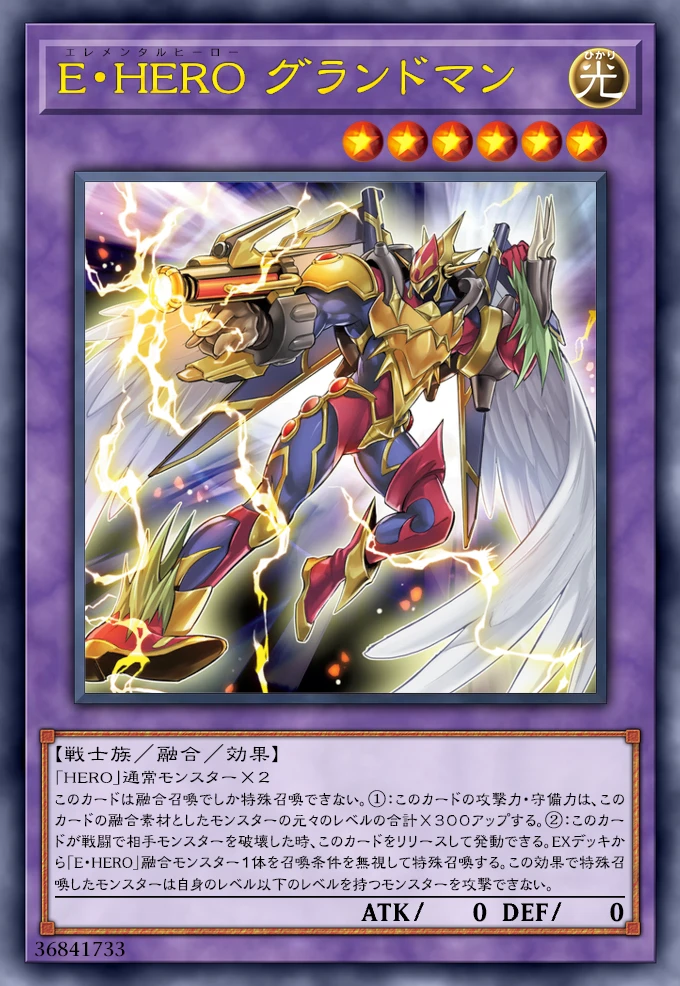 エレメンタルヒーロー
E・HERO グランドマン
ひかり
光
【戦士族／融合／効果】
「HERO」通常モンスター×２
このカードは融合召喚でしか特殊召喚できない。①：このカードの攻撃力・守備力は、この
カードの融合素材としたモンスターの元々のレベルの合計×３００アップする。②：このカー
ドが戦闘で相手モンスターを破壊した時、このカードをリリースして発動できる。EXデッキか
ら「E・HERO」融合モンスター１体を召喚条件を無視して特殊召喚する。この効果で特殊召
喚したモンスターは自身のレベル以下のレベルを持つモンスターを攻撃できない。
ATK/ 0 DEF/ 0
36841733